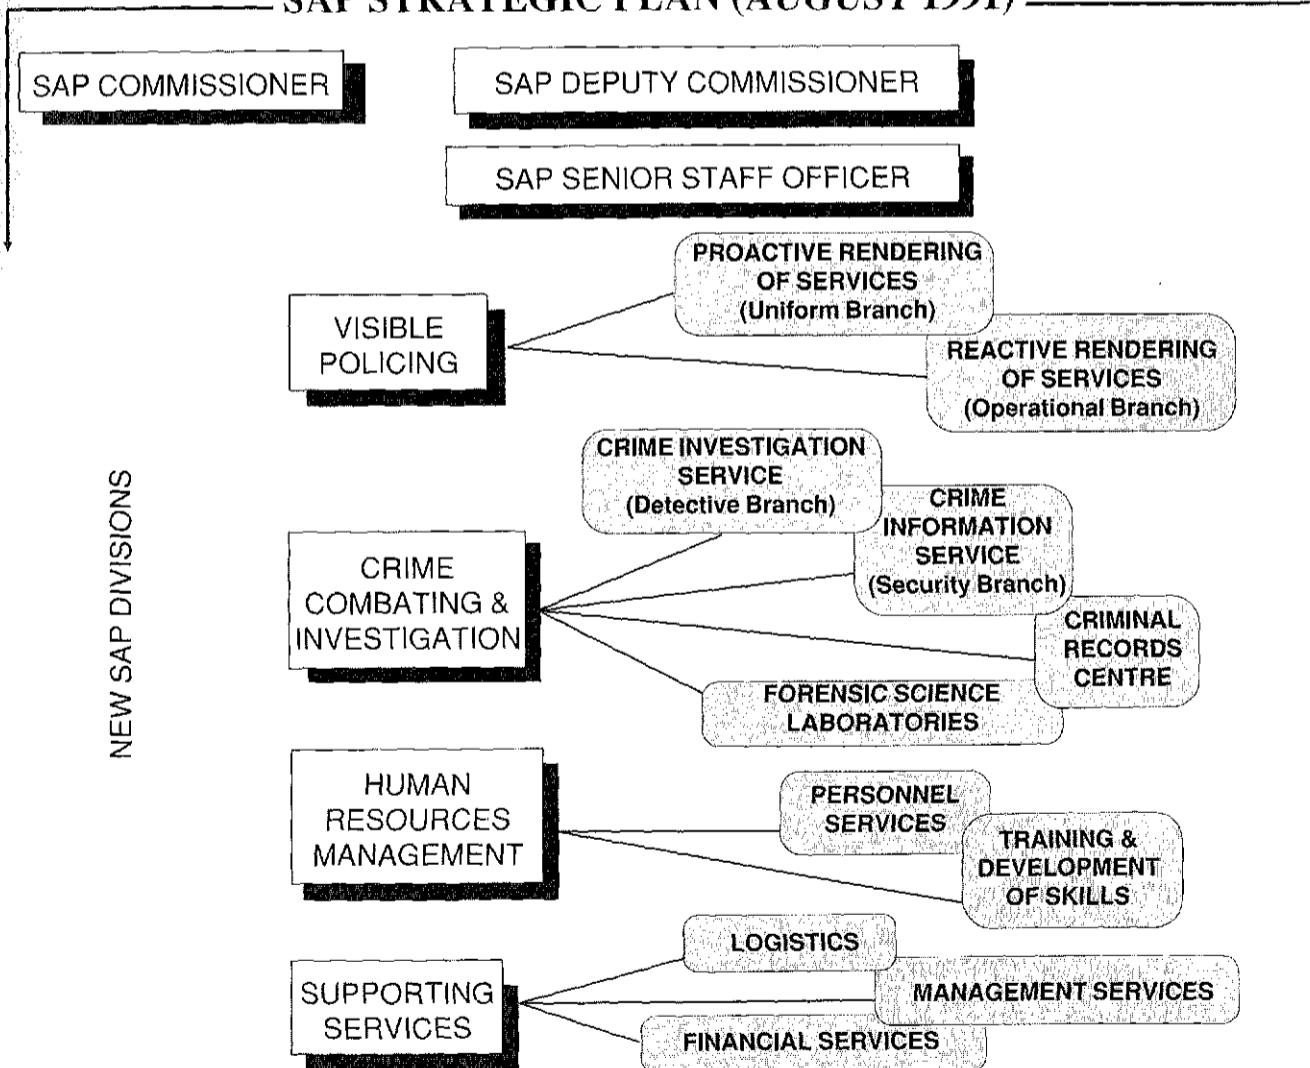 SAP STRATEGIC PLAN (AUGUST 1991)
SAP COMMISSIONER
SAP DEPUTY COMMISSIONER
SAP SENIOR STAFF OFFICER
NEW SAP DIVISIONS
VISIBLE
POLICING
PROACTIVE RENDERING
OF SERVICES
(Uniform Branch)
REACTIVE RENDERING
OF SERVICES
(Operational Branch)
CRIME
COMBATING &
INVESTIGATION
CRIME INVESTIGATION
SERVICE
(Detective Branch)
CRIME
INFORMATION
SERVICE
(Security Branch)
CRIMINAL
RECORDS
CENTRE
FORENSIC SCIENCE
LABORATORIES
HUMAN
RESOURCES
MANAGEMENT
PERSONNEL
SERVICES
TRAINING &
DEVELOPMENT
OF SKILLS
SUPPORTING
SERVICES
LOGISTICS
MANAGEMENT SERVICES
FINANCIAL SERVICES